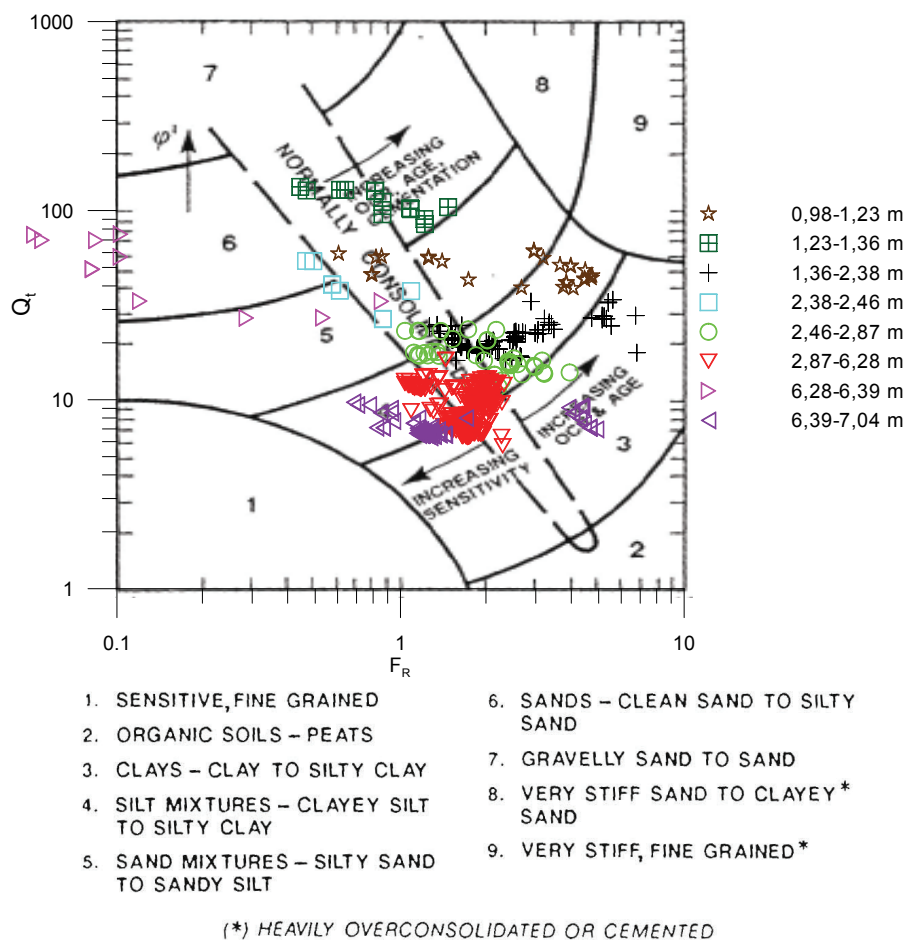 1000
100
10
1
Q_t
0.1
1
10
F_R
7
8
9
φ'
6
5
1
3
2
NORMALLY CONSOLID
INCREASING
OCR, AGE,
CEMENTATION
INCREASING
OCR & AGE
INCREASING
SENSITIVITY
0,98-1,23 m
1,23-1,36 m
1,36-2,38 m
2,38-2,46 m
2,46-2,87 m
2,87-6,28 m
6,28-6,39 m
6,39-7,04 m
1. SENSITIVE, FINE GRAINED
2. ORGANIC SOILS – PEATS
3. CLAYS – CLAY TO SILTY CLAY
4. SILT MIXTURES – CLAYEY SILT
TO SILTY CLAY
5. SAND MIXTURES – SILTY SAND
TO SANDY SILT
6. SANDS – CLEAN SAND TO SILTY
SAND
7. GRAVELLY SAND TO SAND
8. VERY STIFF SAND TO CLAYEY*
SAND
9. VERY STIFF, FINE GRAINED*
(*) HEAVILY OVERCONSOLIDATED OR CEMENTED